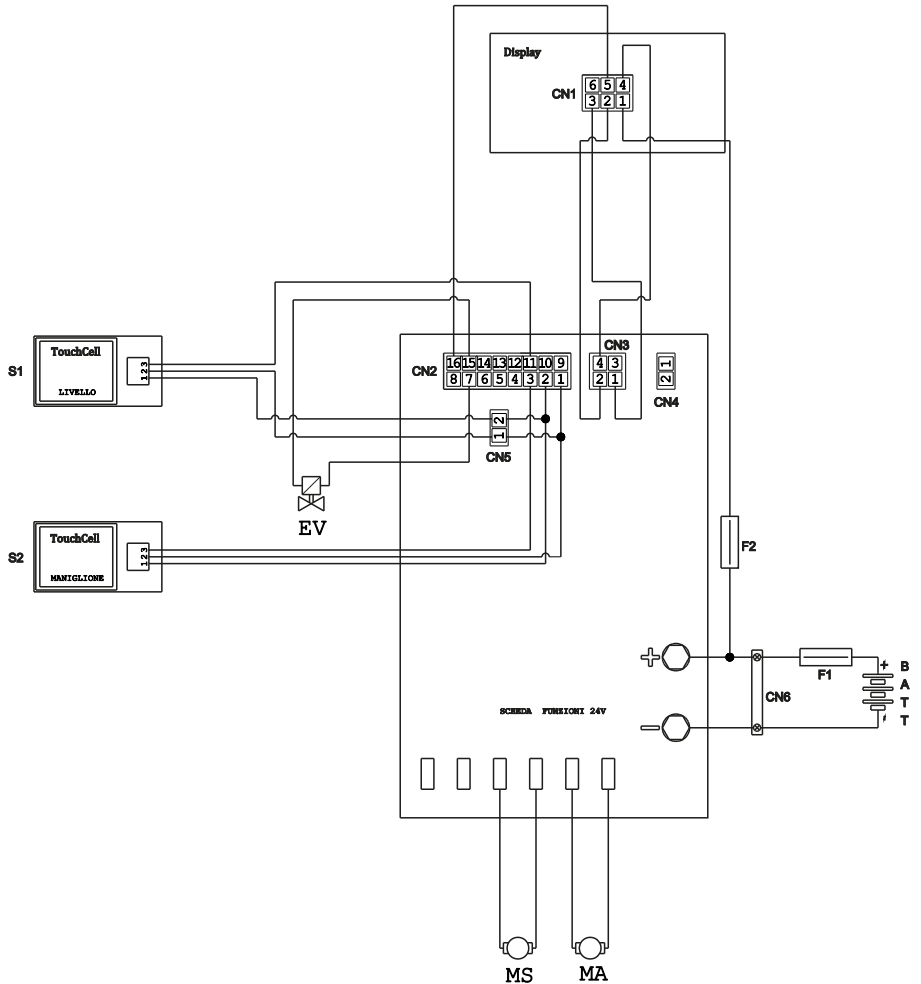 Display
6 5 4
CN1
3 2 1
CN3
S1
TouchCell
1 2 3
LIVELLO
CN2
16 15 14 13 12 11 10 9
8 7 6 5 4 3 2 1
4 3
2 1
2 1
CN4
1 2
CN5
EV
S2
TouchCell
1 2 3
MANIGLIONE
F2
+
F1
+
BATT
CN6
SCHEDA FUNZIONI 24V
-
-
MS
MA